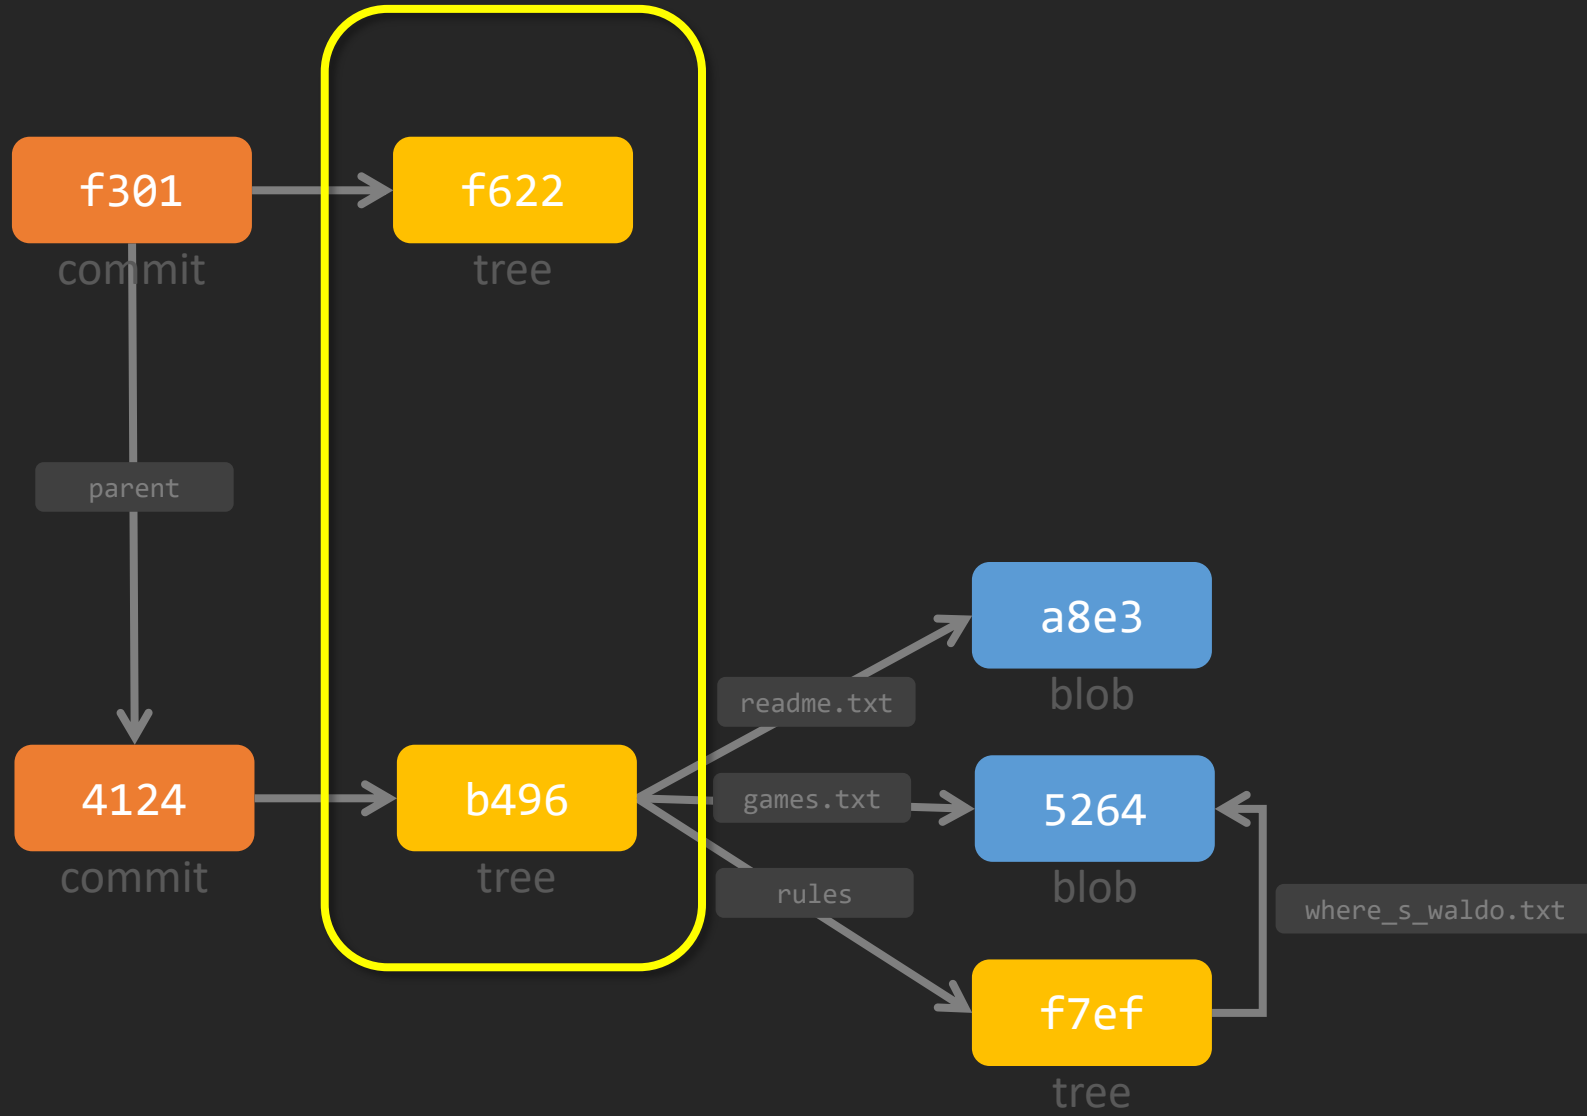 f301
f622
commit
tree
parent
a8e3
blob
readme.txt
4124
b496
games.txt
5264
commit
tree
rules
blob
where_s_waldo.txt
f7ef
tree